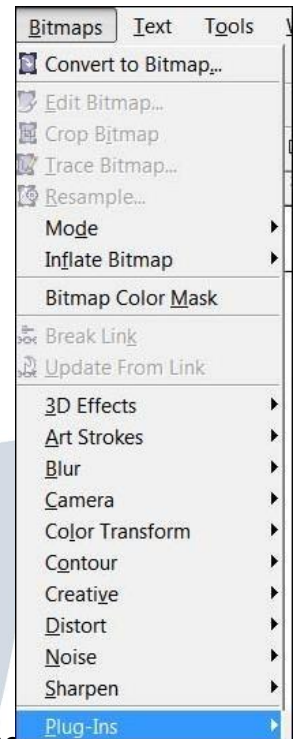 Bitmaps Text Tools
Convert to Bitmap...
Edit Bitmap...
Crop Bitmap
Trace Bitmap...
Resample...
Mode
Inflate Bitmap
Bitmap Color Mask
Break Link
Update From Link
3D Effects
Art Strokes
Blur
Camera
Color Transform
Contour
Creative
Distort
Noise
Sharpen
Plug-Ins